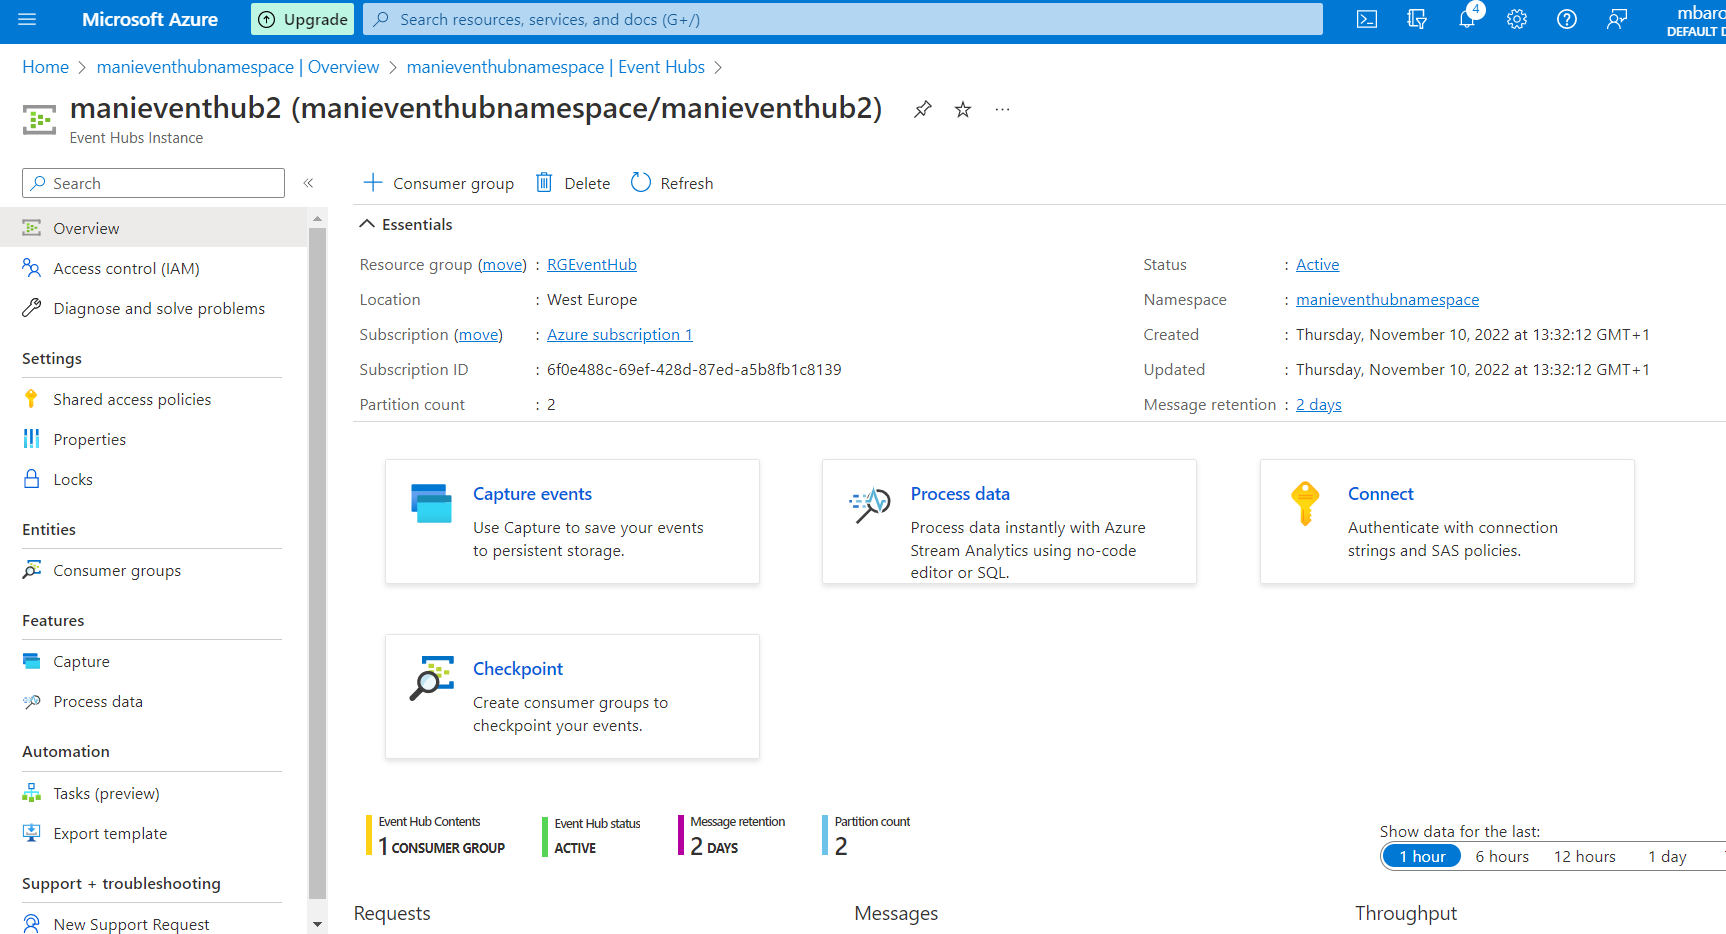 Microsoft Azure
Upgrade
Search resources, services, and docs (G+/)
4
mbaro
DEFAULT D
Home > manieventhubnamespace | Overview > manieventhubnamespace | Event Hubs >
manieventhub2 (manieventhubnamespace/manieventhub2)
Event Hubs Instance
Search
Overview
Access control (IAM)
Diagnose and solve problems
Settings
Shared access policies
Properties
Locks
Entities
Consumer groups
Features
Capture
Process data
Automation
Tasks (preview)
Export template
Support + troubleshooting
New Support Request
Consumer group Delete Refresh
Essentials
Resource group (move) : RGEventHub
Location : West Europe
Subscription (move) : Azure subscription 1
Subscription ID : 6f0e488c-69ef-428d-87ed-a5b8fb1c8139
Partition count : 2
Status : Active
Namespace : manieventhubnamespace
Created : Thursday, November 10, 2022 at 13:32:12 GMT+1
Updated : Thursday, November 10, 2022 at 13:32:12 GMT+1
Message retention : 2 days
Capture events
Use Capture to save your events
to persistent storage.
Process data
Process data instantly with Azure
Stream Analytics using no-code
editor or SQL.
Connect
Authenticate with connection
strings and SAS policies.
Checkpoint
Create consumer groups to
checkpoint your events.
Event Hub Contents
1 CONSUMER GROUP
Event Hub status
ACTIVE
Message retention
2 DAYS
Partition count
2
Show data for the last:
1 hour 6 hours 12 hours 1 day
Requests
Messages
Throughput